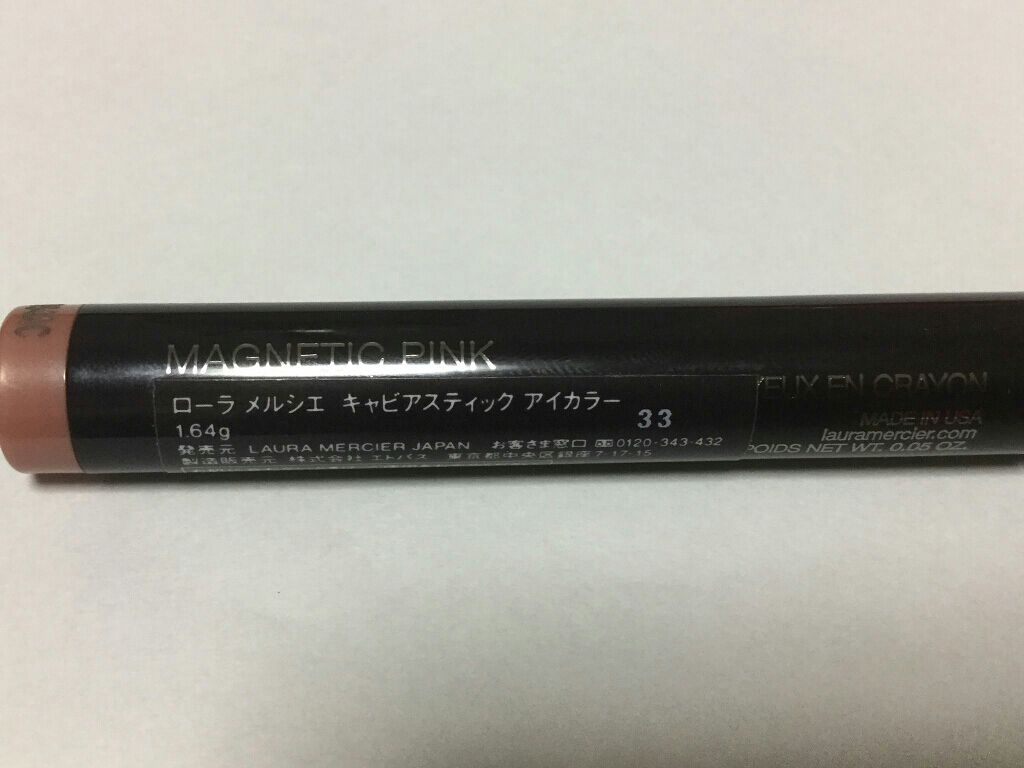 MAGNETIC PINK
ローラ メルシエ キャビアスティック アイカラー 33
1.64g
発売元 LAURA MERCIER JAPAN お客さま窓口 0120-343-432
製造販売元 株式会社エトバス 東京都中央区銀座7-17-15
YEUX EN CRAYON
MADE IN USA
lauramercier.com
POIDS NET WT. 0.05 OZ.